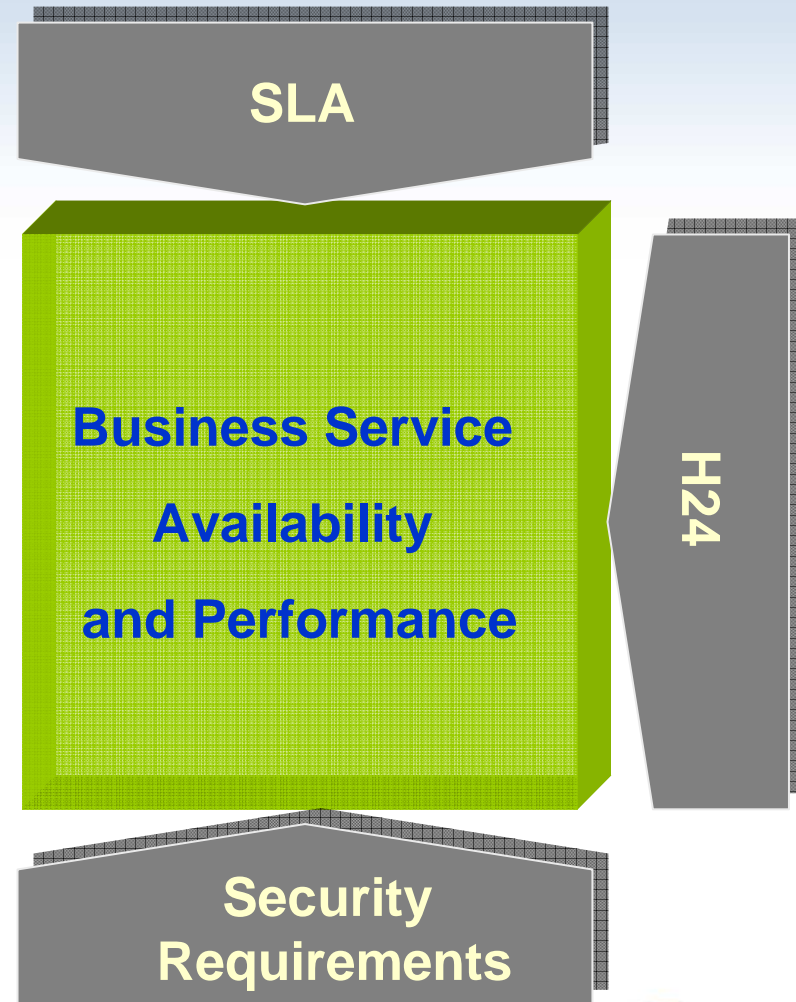 SLA
Business Service
Availability
and Performance
H24
Security
Requirements